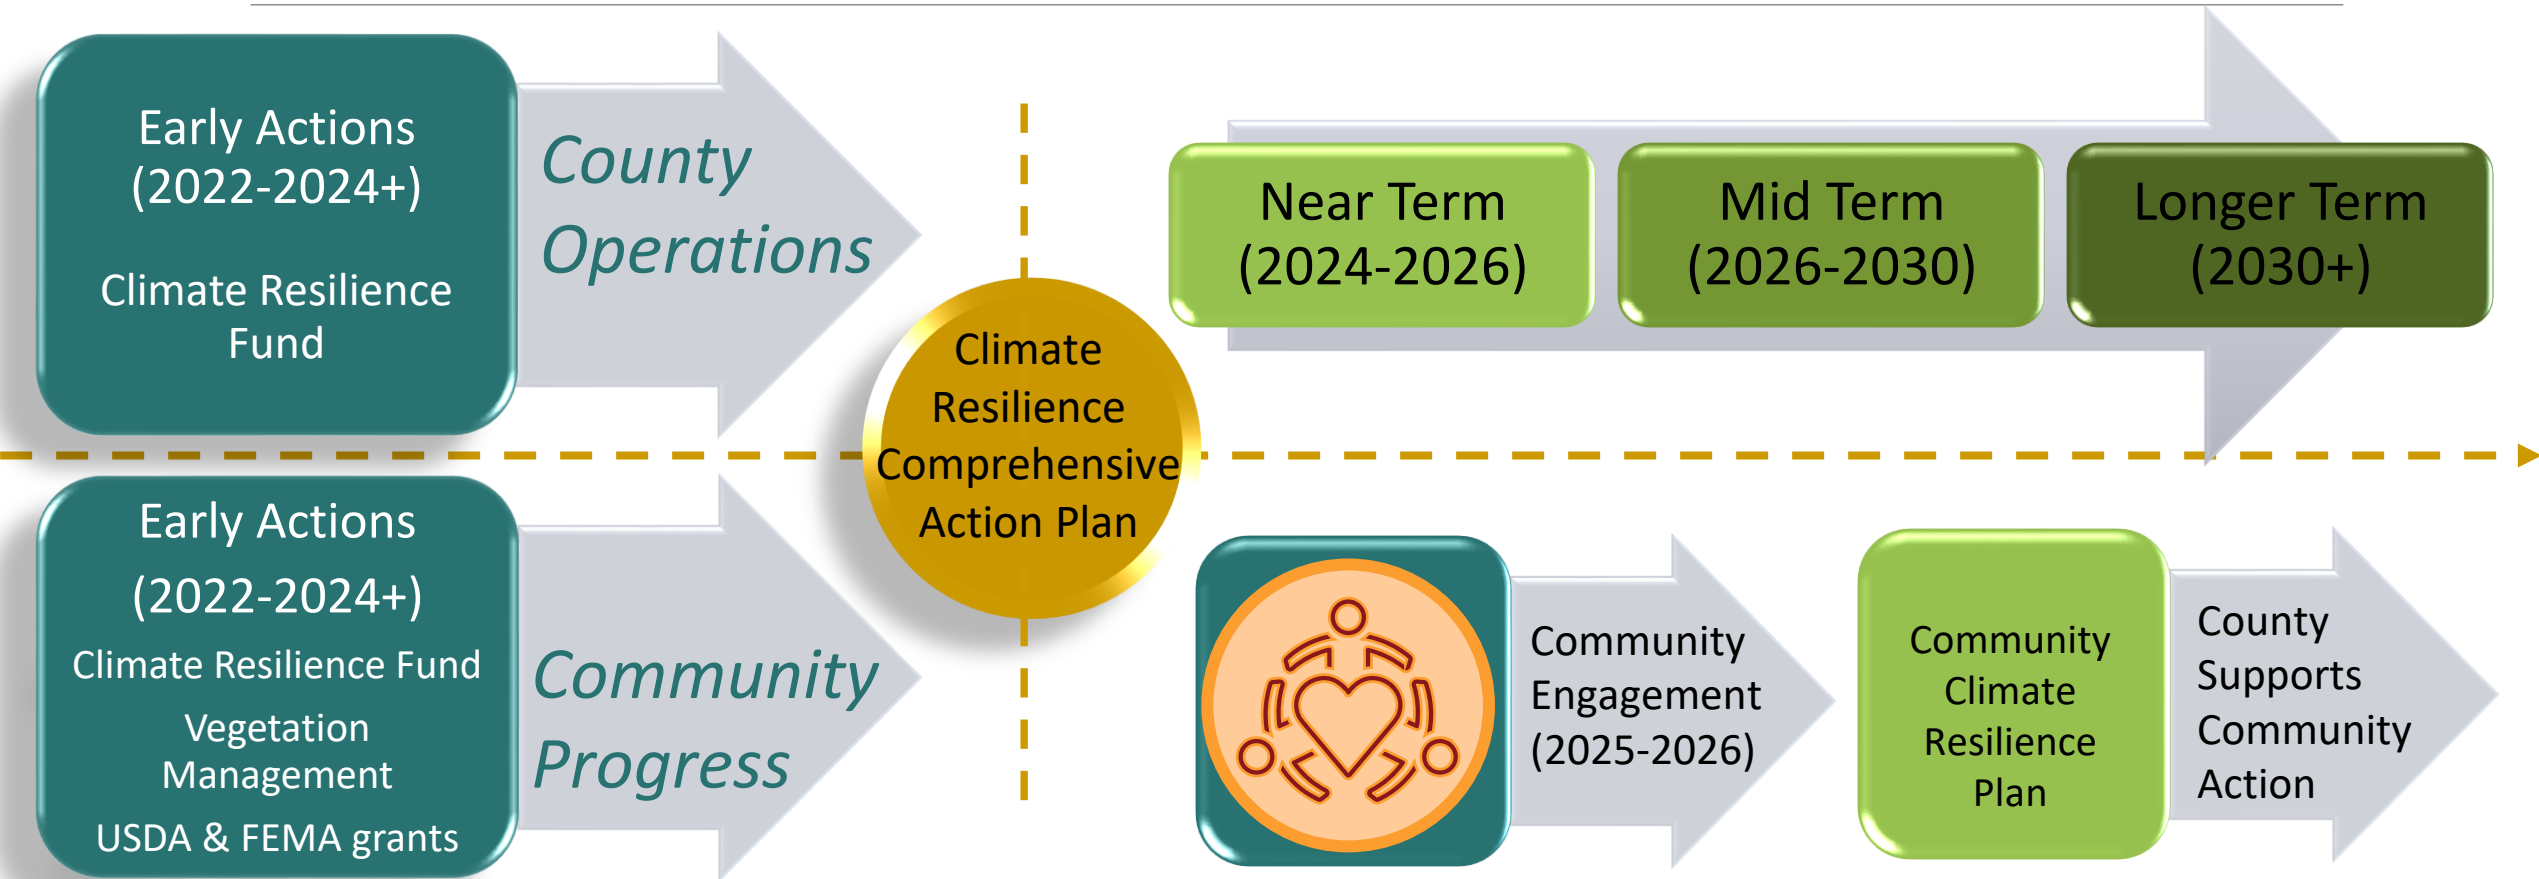 Early Actions
(2022-2024+)
Climate Resilience
Fund
County
Operations
Near Term
(2024-2026)
Mid Term
(2026-2030)
Longer Term
(2030+)
Climate
Resilience
Comprehensive
Action Plan
Early Actions
(2022-2024+)
Climate Resilience Fund
Vegetation
Management
USDA & FEMA grants
Community
Progress
Community
Engagement
(2025-2026)
Community
Climate
Resilience
Plan
County
Supports
Community
Action